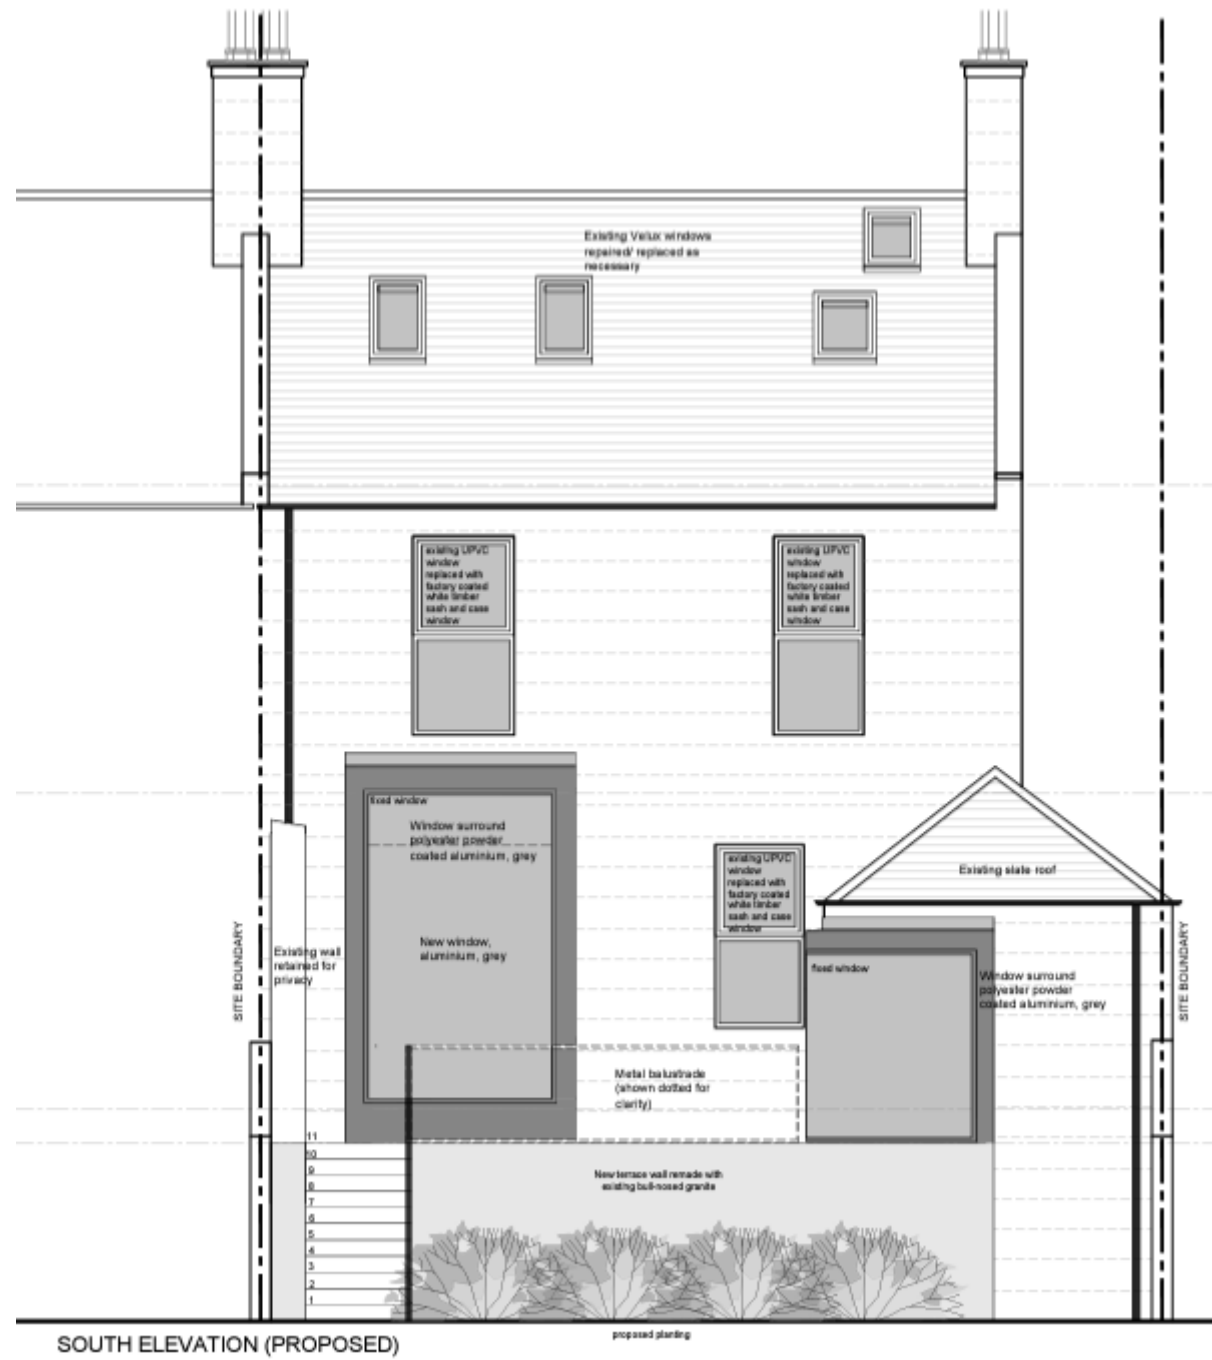 Existing Velux windows
repaired/ replaced as
necessary
existing UPVC
window
replaced with
factory coated
white timber
sash and case
window
existing UPVC
window
replaced with
factory coated
white timber
sash and case
window
fixed window
Window surround
polyester powder
coated aluminium, grey
New window,
aluminium, grey
existing UPVC
window
replaced with
factory coated
white timber
sash and case
window
Existing slate roof
fixed window
Window surround
polyester powder
coated aluminium, grey
SITE BOUNDARY
Existing wall
retained for
privacy
SITE BOUNDARY
Metal balustrade
(shown dotted for
clarity)
11
10
9
8
7
6
5
4
3
2
1
New terrace wall remade with
existing bull-nosed granite
proposed planting
SOUTH ELEVATION (PROPOSED)